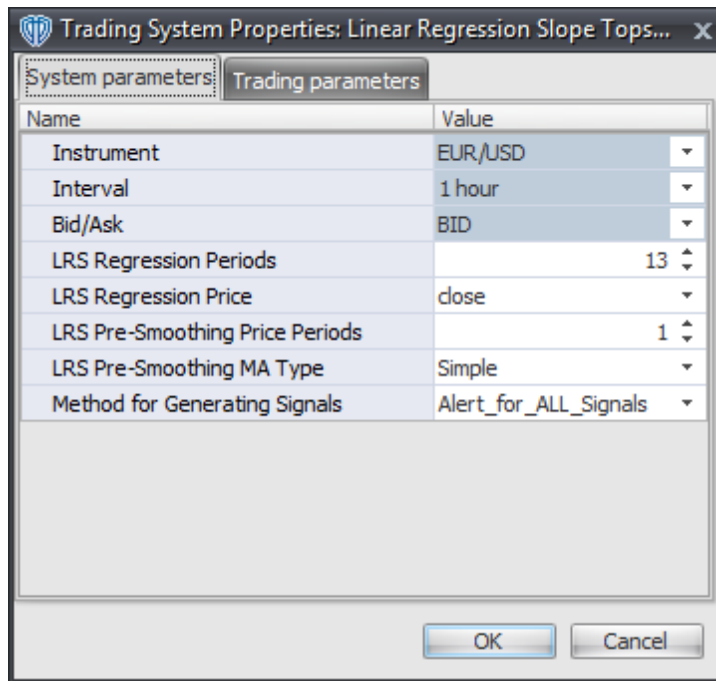 Trading System Properties: Linear Regression Slope Tops...
System parameters Trading parameters
Name Value
Instrument EUR/USD
Interval 1 hour
Bid/Ask BID
LRS Regression Periods 13
LRS Regression Price close
LRS Pre-Smoothing Price Periods 1
LRS Pre-Smoothing MA Type Simple
Method for Generating Signals Alert_for_ALL_Signals
OK Cancel